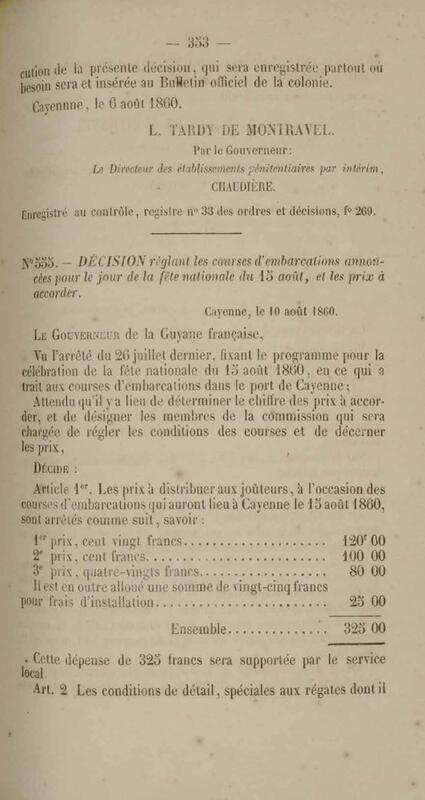 — 353 —
cution de la présente décision, qui sera enregistrée partout où
besoin sera et insérée au Bulletin officiel de la colonie.
Cayennne, le 6 août 1860.
L. TARDY DE MONTRAVEL.
Par le Gouverneur:
Le Directeur des établissements pénitentiaires par intérim,
CHAUDIÈRE.
Enregistré au contrôle, registre n° 33 des ordres et décisions, f° 269.
N° 355. — DÉCISION réglant les courses d'embarcations annon-
cées pour le jour de la fête nationale du 15 août, et les prix à
accorder.
Cayenne, le 10 août 1860.
LE GOUVERNEUR de la Guyane française,
Vu l'arrêté du 26 juillet dernier, fixant le programme pour la
célébration de la fête nationale du 15 août 1860, en ce qui a
trait aux courses d'embarcations dans le port de Cayenne;
Attendu qu'il y a lieu de déterminer le chiffre des prix à accor-
der, et de désigner les membres de la commission qui sera
chargée de régler les conditions des courses et de décerner
les prix,
DÉCIDE :
Article 1er. Les prix à distribuer aux joûteurs, à l'occasion des
courses d'embarcations qui auront lieu à Cayenne le 15 août 1860,
sont arrêtés comme suit, savoir :
1er prix, cent vingt francs.................... 120f 00
2e prix, cent francs.......................... 100 00
3e prix, quatre-vingts francs.................. 80 00
Il est en outre alloué une somme de vingt-cinq francs
pour frais d'installation......................... 25 00
Ensemble.............. 325 00
Cette dépense de 325 francs sera supportée par le service
local.
Art. 2 Les conditions de détail, spéciales aux régates dont il